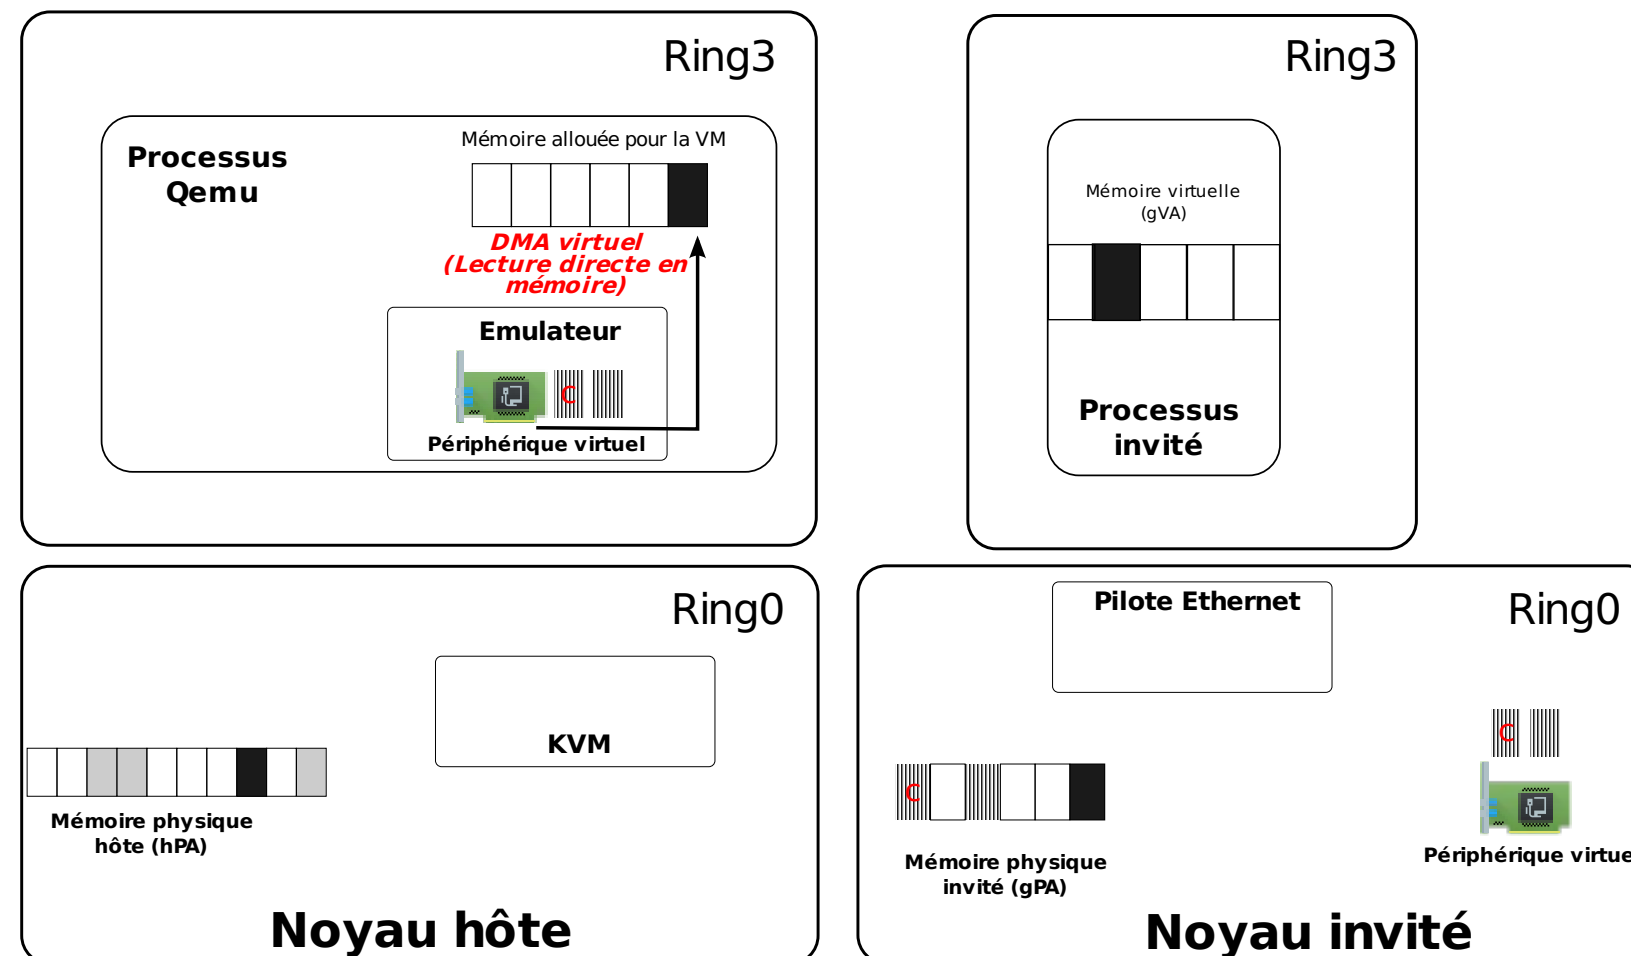 Ring3
Processus
Qemu
Mémoire allouée pour la VM
DMA virtuel
(Lecture directe en
mémoire)
Emulateur
C
Périphérique virtuel
Ring3
Mémoire virtuelle
(gVA)
Processus
invité
Ring0
KVM
Mémoire physique
hôte (hPA)
Noyau hôte
Pilote Ethernet
Ring0
C
C
Mémoire physique
invité (gPA)
Périphérique virtue
Noyau invité